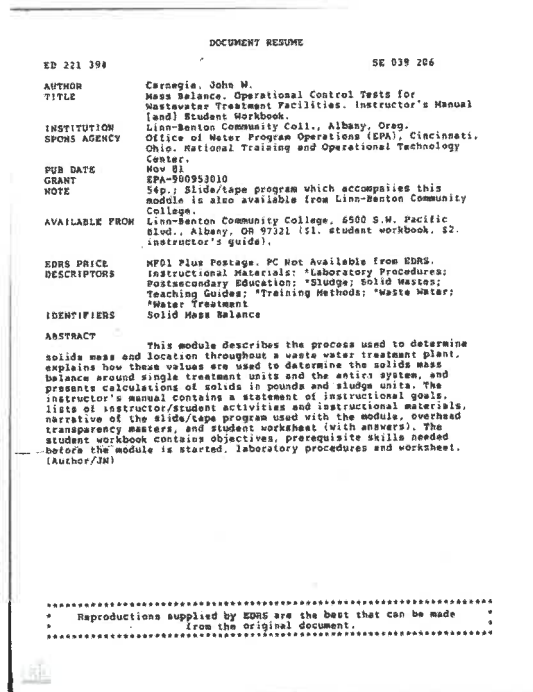 DOCUMENT RESUME
ED 221 394 SE 039 206
AUTHOR Carnegie, John W.
TITLE Mass Balance. Operational Control Tests for
Wastewater Treatment Facilities. Instructor's Manual
[and] Student Workbook.
INSTITUTION Linn-Benton Community Coll., Albany, Oreg.
SPONS AGENCY Office of Water Program Operations (EPA), Cincinnati,
Ohio. National Training and Operational Technology
Center.
PUB DATE Nov 81
GRANT EPA-900953010
NOTE 54p.; Slide/tape program which accompanies this
module is also available from Linn-Benton Community
College.
AVAILABLE FROM Linn-Benton Community College, 6500 S.W. Pacific
Blvd., Albany, OR 97321 ($1. student workbook, $2.
instructor's guide).
EDRS PRICE MF01 Plus Postage. PC Not Available from EDRS.
DESCRIPTORS Instructional Materials; *Laboratory Procedures;
Postsecondary Education; *Sludge; Solid Wastes;
Teaching Guides; *Training Methods; *Waste Water;
*Water Treatment
IDENTIFIERS Solid Mass Balance
ABSTRACT
This module describes the process used to determine
solids mass and location throughout a waste water treatment plant,
explains how these values are used to determine the solids mass
balance around single treatment units and the entire system, and
presents calculations of solids in pounds and sludge units. The
instructor's manual contains a statement of instructional goals,
lists of instructor/student activities and instructional materials,
narrative of the slide/tape program used with the module, overhead
transparency masters, and student worksheet (with answers). The
student workbook contains objectives, prerequisite skills needed
before the module is started, laboratory procedures and worksheet.
(Author/JN)
***********************************************************************
* Reproductions supplied by EDRS are the best that can be made *
* from the original document. *
***********************************************************************